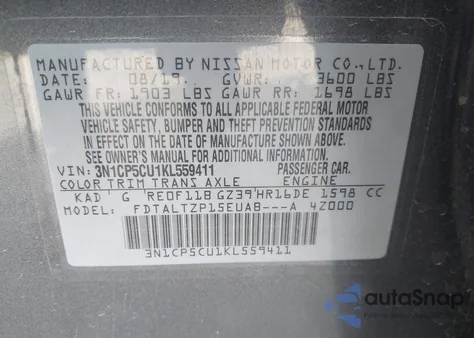 MANUFACTURED BY NISSAN MOTOR CO.,LTD.
DATE: 08/19. GVWR: 3600 LBS
GAWR FR: 1903 LBS GAWR RR: 1698 LBS
THIS VEHICLE CONFORMS TO ALL APPLICABLE FEDERAL MOTOR
VEHICLE SAFETY, BUMPER AND THEFT PREVENTION STANDARDS
IN EFFECT ON THE DATE OF MANUFACTURE SHOWN ABOVE.
SEE OWNER'S MANUAL FOR ADDITIONAL INFORMATION.
VIN: 3N1CP5CU1KL559411 PASSENGER CAR.
COLOR TRIM TRANS AXLE ENGINE
KAD G RE0F11B GZ39 HR16DE 1598 CC
MODEL FDTALTZP15EUAB---A 4Z000
3N1CP5CU1KL559411
autoSnap